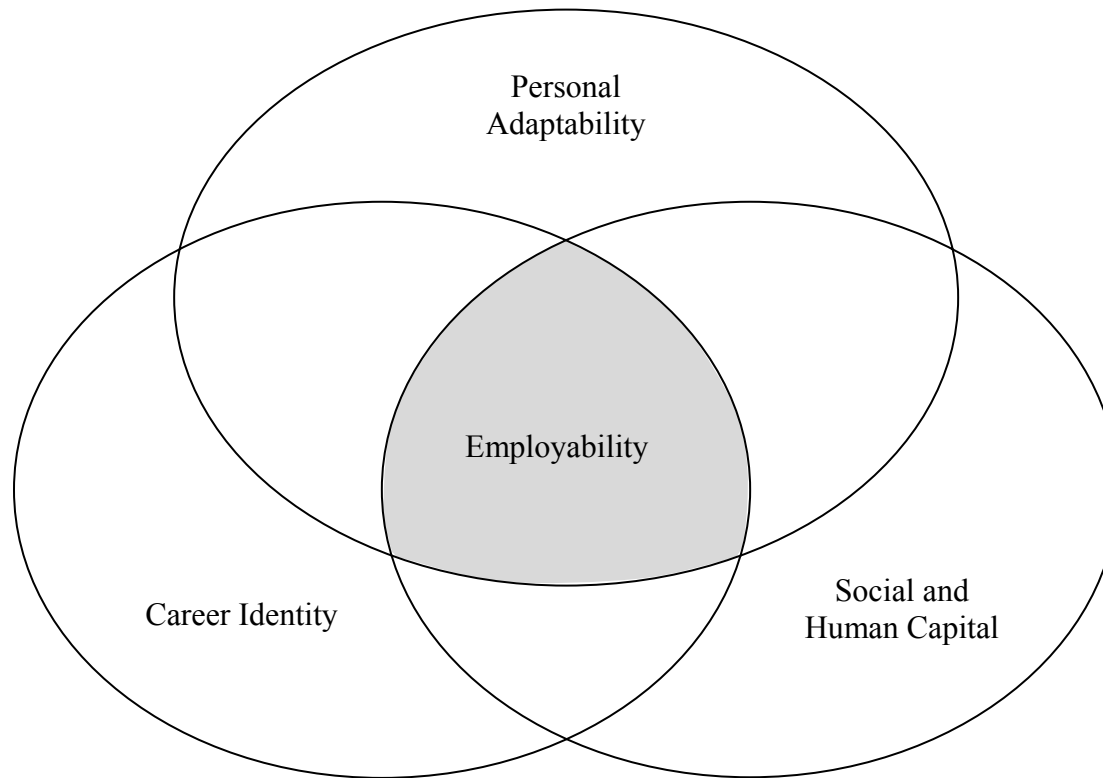 Personal
Adaptability
Employability
Career Identity
Social and
Human Capital